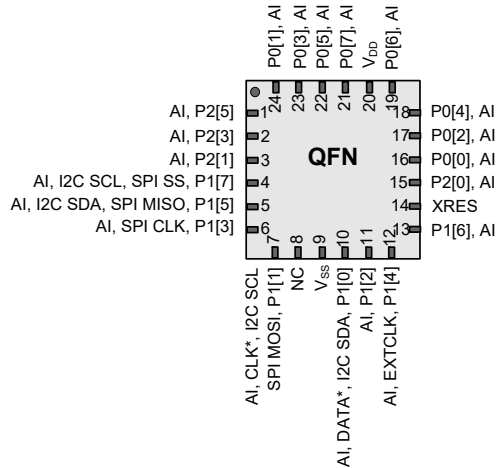 P0[1], AI
P0[3], AI
P0[5], AI
P0[7], AI
VDD
P0[6], AI
24
23
22
21
20
19
AI, P2[5]
1
18
P0[4], AI
AI, P2[3]
2
QFN
17
P0[2], AI
AI, P2[1]
3
16
P0[0], AI
AI, I2C SCL, SPI SS, P1[7]
4
15
P2[0], AI
AI, I2C SDA, SPI MISO, P1[5]
5
14
XRES
AI, SPI CLK, P1[3]
6
13
P1[6], AI
7
8
9
10
11
12
AI, CLK*, I2C SCL
SPI MOSI, P1[1]
NC
VSS
AI, DATA*, I2C SDA, P1[0]
AI, P1[2]
AI, EXTCLK, P1[4]